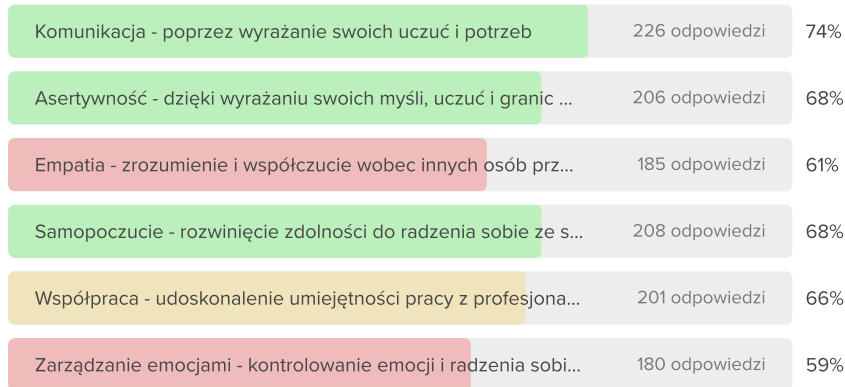 Komunikacja - poprzez wyrażanie swoich uczuć i potrzeb 226 odpowiedzi 74%
Asertywność - dzięki wyrażaniu swoich myśli, uczuć i granic ... 206 odpowiedzi 68%
Empatia - zrozumienie i współczucie wobec innych osób prz... 185 odpowiedzi 61%
Samopoczucie - rozwinięcie zdolności do radzenia sobie ze s... 208 odpowiedzi 68%
Współpraca - udoskonalenie umiejętności pracy z profesjona... 201 odpowiedzi 66%
Zarządzanie emocjami - kontrolowanie emocji i radzenia sobi... 180 odpowiedzi 59%